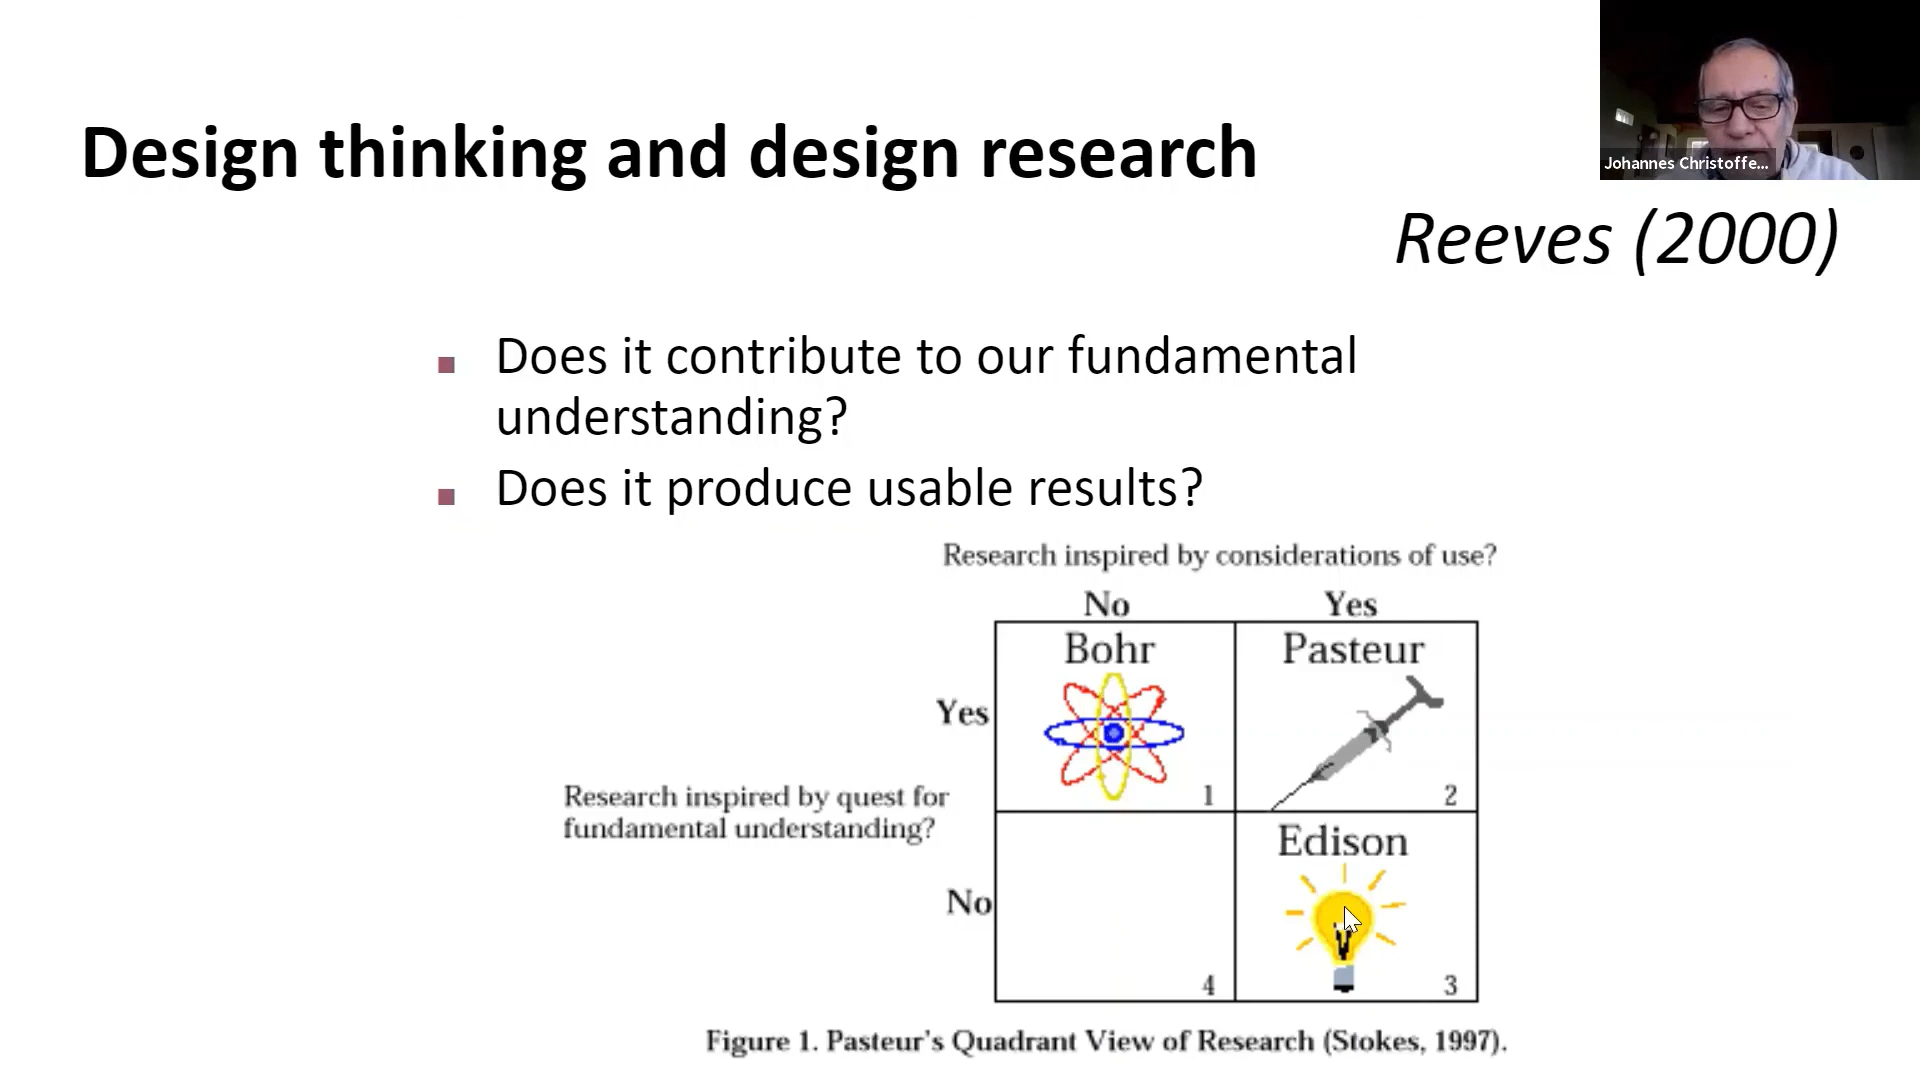 Johannes Christoffe...
Design thinking and design research
Reeves (2000)
■ Does it contribute to our fundamental
understanding?
■ Does it produce usable results?
Research inspired by considerations of use?
No Yes
Bohr Pasteur
Yes
1 2
Research inspired by quest for
fundamental understanding?
Edison
No
4 3
Figure 1. Pasteur's Quadrant View of Research (Stokes, 1997).